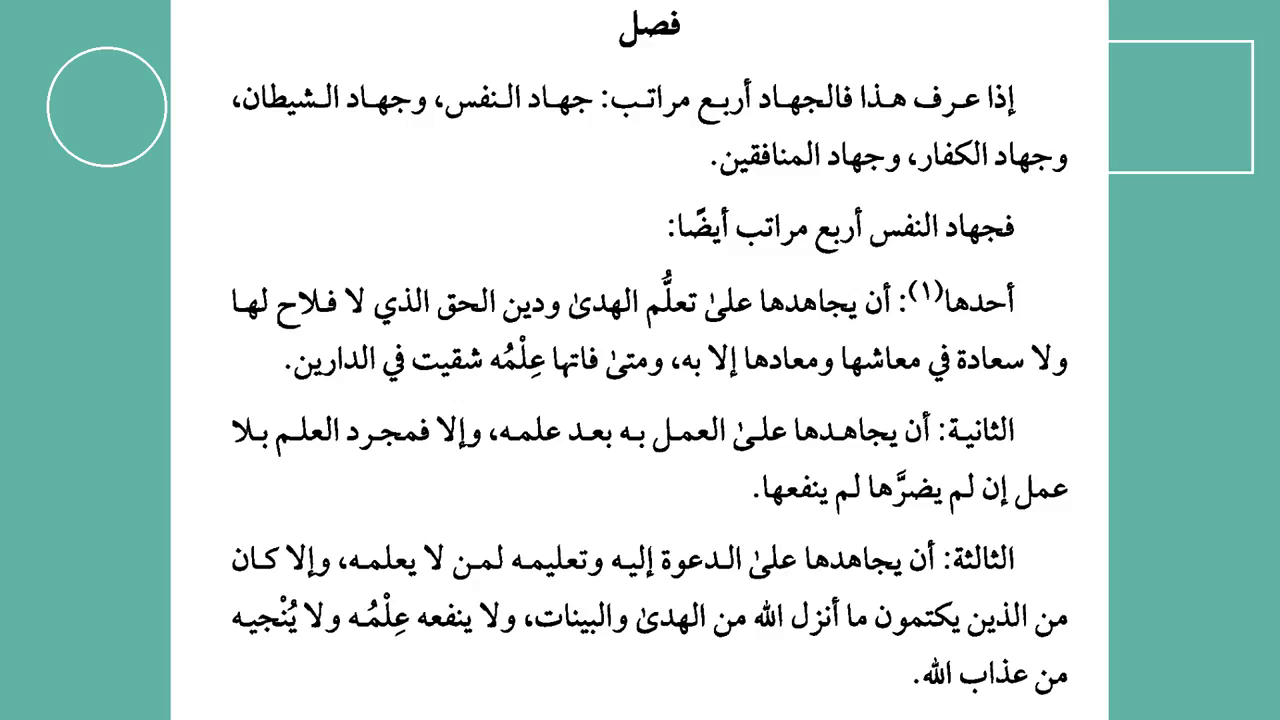 فصل
إذا عرف هذا فالجهاد أربع مراتب: جهاد النفس، وجهاد الشيطان،
وجهاد الكفار، وجهاد المنافقين.
فجهاد النفس أربع مراتب أيضًا:
أحدها(١): أن يجاهدها علىٰ تعلُّم الهدىٰ ودين الحق الذي لا فلاح لها
ولا سعادة في معاشها ومعادها إلا به، ومتىٰ فاتها عِلْمُه شقيت في الدارين.
الثانية: أن يجاهدها علىٰ العمل به بعد علمه، وإلا فمجرد العلم بلا
عمل إن لم يضرَّها لم ينفعها.
الثالثة: أن يجاهدها علىٰ الدعوة إليه وتعليمه لمن لا يعلمه، وإلا كان
من الذين يكتمون ما أنزل الله من الهدىٰ والبينات، ولا ينفعه عِلْمُه ولا يُنْجيه
من عذاب الله.